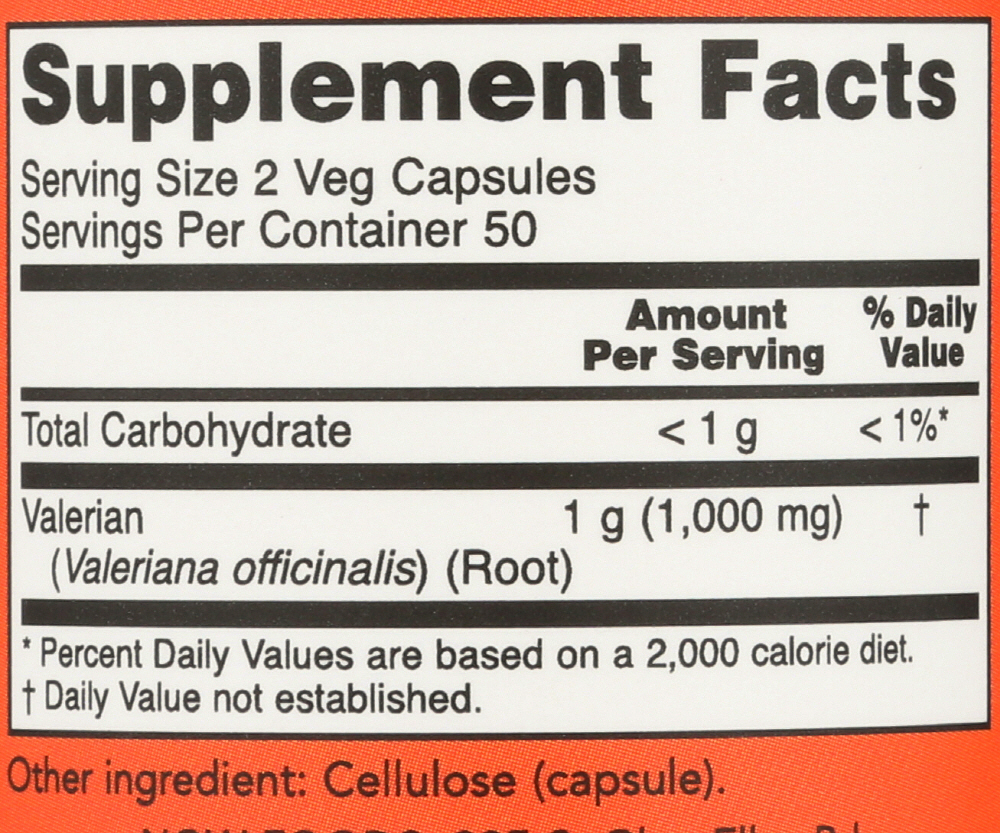 Supplement Facts
Serving Size 2 Veg Capsules
Servings Per Container 50
Amount Per Serving
% Daily Value
Total Carbohydrate < 1 g < 1%*
Valerian 1 g (1,000 mg) †
(Valeriana officinalis) (Root)
* Percent Daily Values are based on a 2,000 calorie diet.
† Daily Value not established.
Other ingredient: Cellulose (capsule).